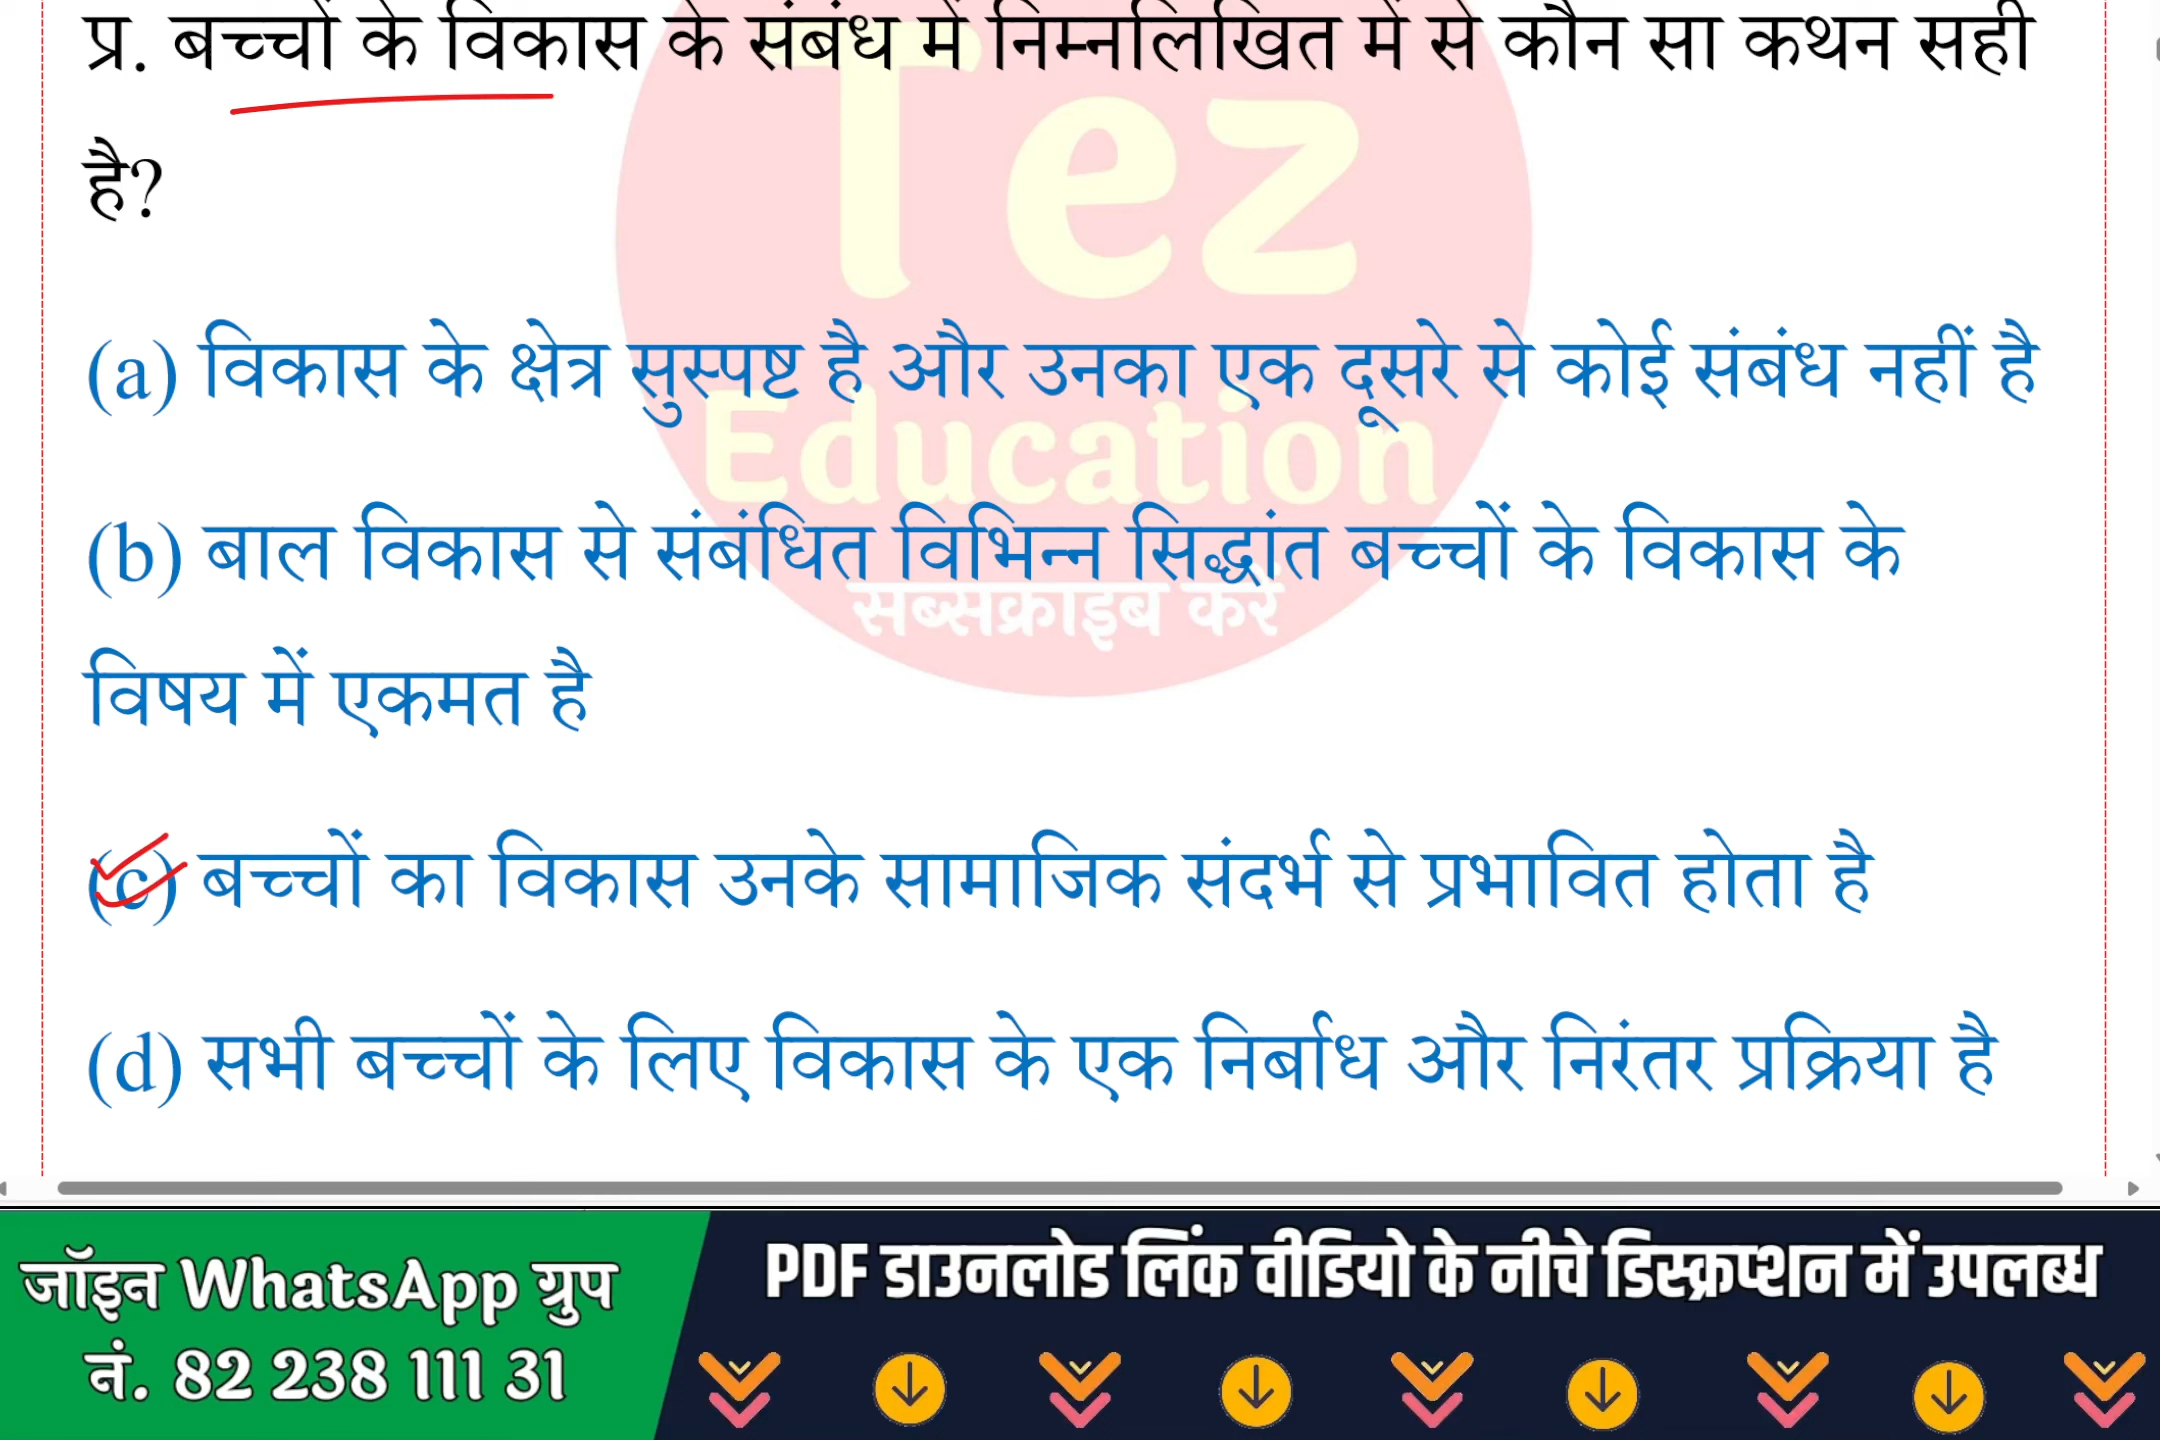 प्र. बच्चों के विकास के संबंध में निम्नलिखित में से कौन सा कथन सही
है?
Tez
(a) विकास के क्षेत्र सुस्पष्ट है और उनका एक दूसरे से कोई संबंध नहीं है
Education
(b) बाल विकास से संबंधित विभिन्न सिद्धांत बच्चों के विकास के
सब्सक्राइब करें
विषय में एकमत है
(c) बच्चों का विकास उनके सामाजिक संदर्भ से प्रभावित होता है
(d) सभी बच्चों के लिए विकास के एक निर्बाध और निरंतर प्रक्रिया है
जॉइन WhatsApp ग्रुप
नं. 82 238 111 31
PDF डाउनलोड लिंक वीडियो के नीचे डिस्क्रिप्शन में उपलब्ध